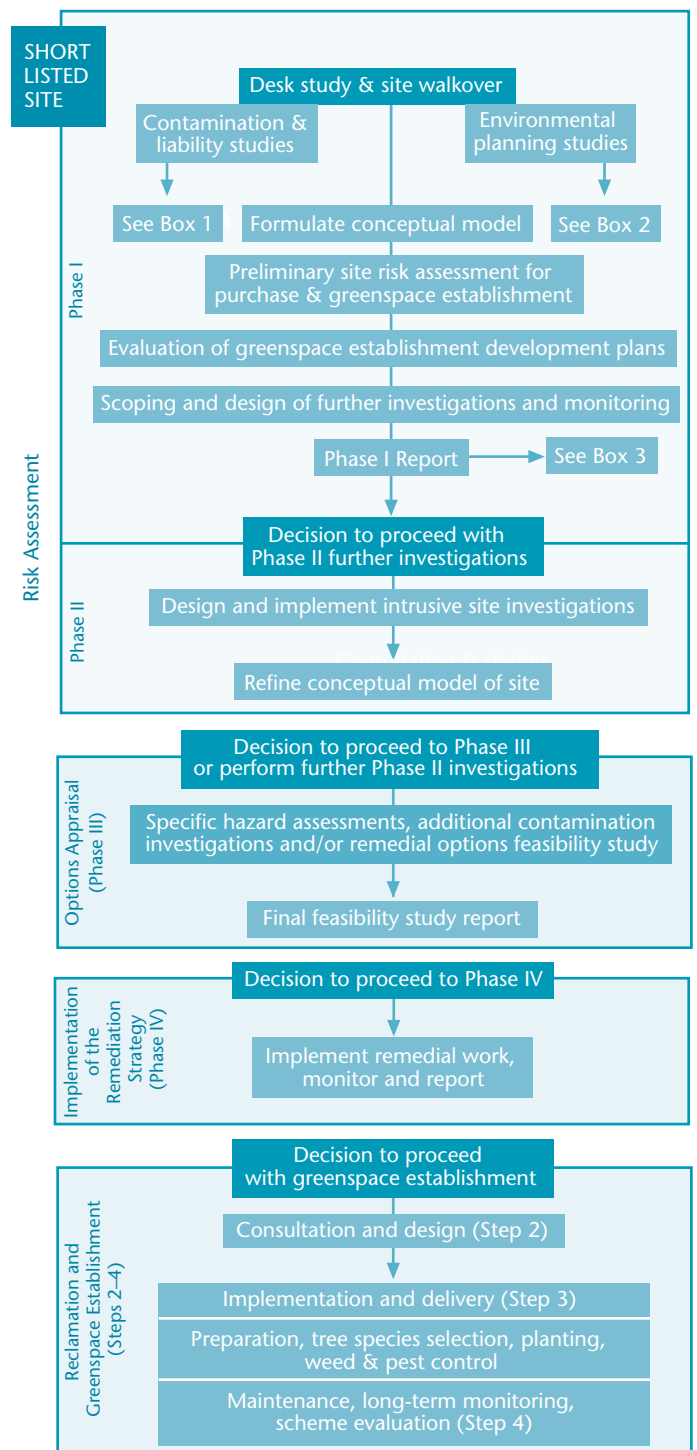 SHORT
LISTED
SITE
Desk study & site walkover
Contamination &
liability studies
Environmental
planning studies
See Box 1
Formulate conceptual model
See Box 2
Preliminary site risk assessment for
purchase & greenspace establishment
Evaluation of greenspace establishment development plans
Scoping and design of further investigations and monitoring
Phase I Report
See Box 3
Phase I
Risk Assessment
Decision to proceed with
Phase II further investigations
Design and implement intrusive site investigations
Refine conceptual model of site
Phase II
Decision to proceed to Phase III
or perform further Phase II investigations
Specific hazard assessments, additional contamination
investigations and/or remedial options feasibility study
Final feasibility study report
Options Appraisal
(Phase III)
Decision to proceed to Phase IV
Implement remedial work,
monitor and report
Implementation
of the
Remediation
Strategy
(Phase IV)
Decision to proceed
with greenspace establishment
Consultation and design (Step 2)
Implementation and delivery (Step 3)
Preparation, tree species selection, planting,
weed & pest control
Maintenance, long-term monitoring,
scheme evaluation (Step 4)
Reclamation and
Greenspace Establishment
(Steps 2–4)